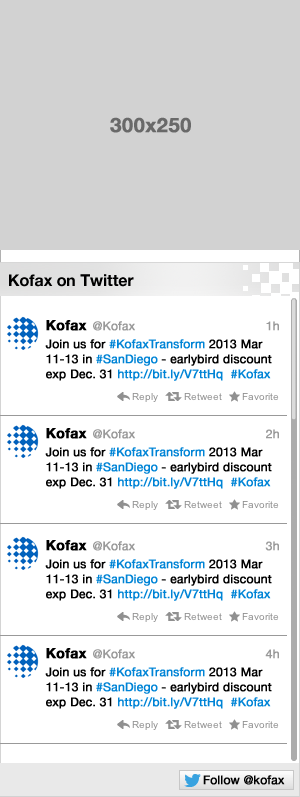 300x250
Kofax on Twitter
Kofax @Kofax 1h
Join us for #KofaxTransform 2013 Mar
11-13 in #SanDiego - earlybird discount
exp Dec. 31 http://bit.ly/V7ttHq #Kofax
Reply Retweet Favorite
Kofax @Kofax 2h
Join us for #KofaxTransform 2013 Mar
11-13 in #SanDiego - earlybird discount
exp Dec. 31 http://bit.ly/V7ttHq #Kofax
Reply Retweet Favorite
Kofax @Kofax 3h
Join us for #KofaxTransform 2013 Mar
11-13 in #SanDiego - earlybird discount
exp Dec. 31 http://bit.ly/V7ttHq #Kofax
Reply Retweet Favorite
Kofax @Kofax 4h
Join us for #KofaxTransform 2013 Mar
11-13 in #SanDiego - earlybird discount
exp Dec. 31 http://bit.ly/V7ttHq #Kofax
Reply Retweet Favorite
Follow @kofax